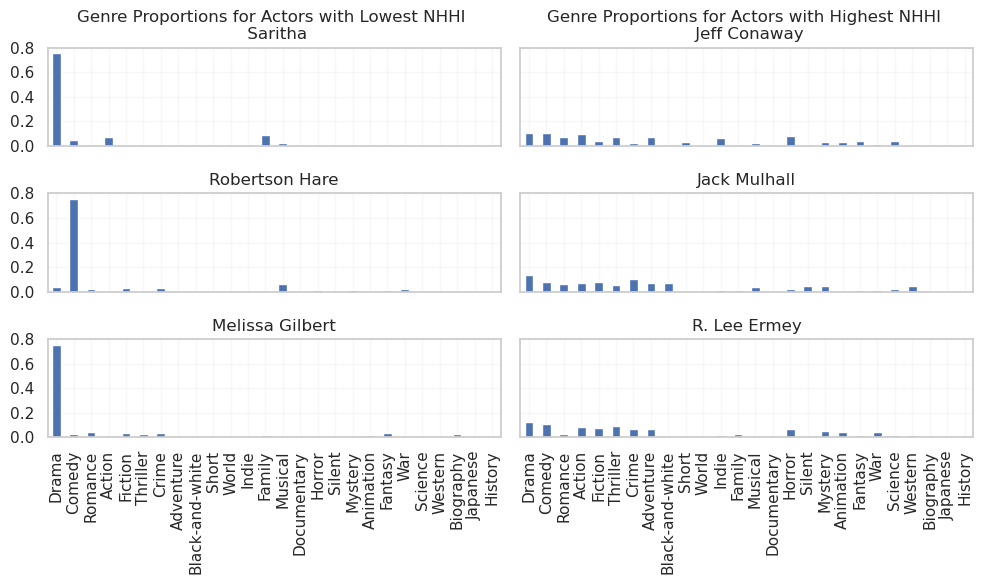 Genre Proportions for Actors with Lowest NHHI
Saritha
0.8
0.6
0.4
0.2
0.0
Genre Proportions for Actors with Highest NHHI
Jeff Conaway
Robertson Hare
0.8
0.6
0.4
0.2
0.0
Jack Mulhall
Melissa Gilbert
0.8
0.6
0.4
0.2
0.0
R. Lee Ermey
Drama
Comedy
Romance
Action
Fiction
Thriller
Crime
Adventure
Black-and-white
Short
World
Indie
Family
Musical
Documentary
Horror
Silent
Mystery
Animation
Fantasy
War
Science
Western
Biography
Japanese
History
Drama
Comedy
Romance
Action
Fiction
Thriller
Crime
Adventure
Black-and-white
Short
World
Indie
Family
Musical
Documentary
Horror
Silent
Mystery
Animation
Fantasy
War
Science
Western
Biography
Japanese
History